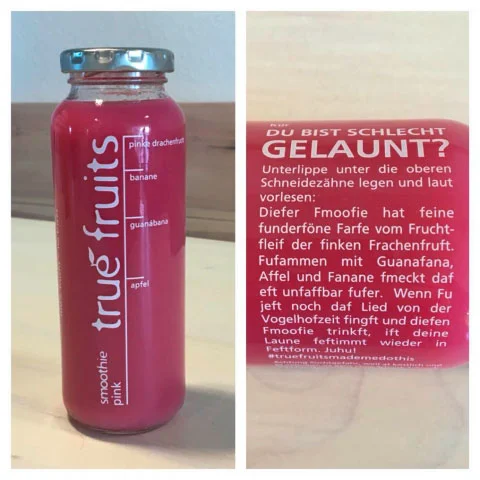 pinke drachenfrucht
banane
guanábana
apfel
true fruits
smoothie
pink
DU BIST SCHLECHT
GELAUNT?
Unterlippe unter die oberen
Schneidezähne legen und laut
vorlesen:
Diefer Fmoofie hat feine
funderföne Farfe vom Frucht-
fleif der finken Frachenfruft.
Fufammen mit Guanafana,
Affel und Fanane fmeckt daf
eft unfaffbar fufer. Wenn Fu
jeft noch daf Lied von der
Vogelhofzeit fingft und diefen
Fmoofie trinkft, ift deine
Laune feftimmt wieder in
Feftform. Juhu!
#truefruitsmademedothis